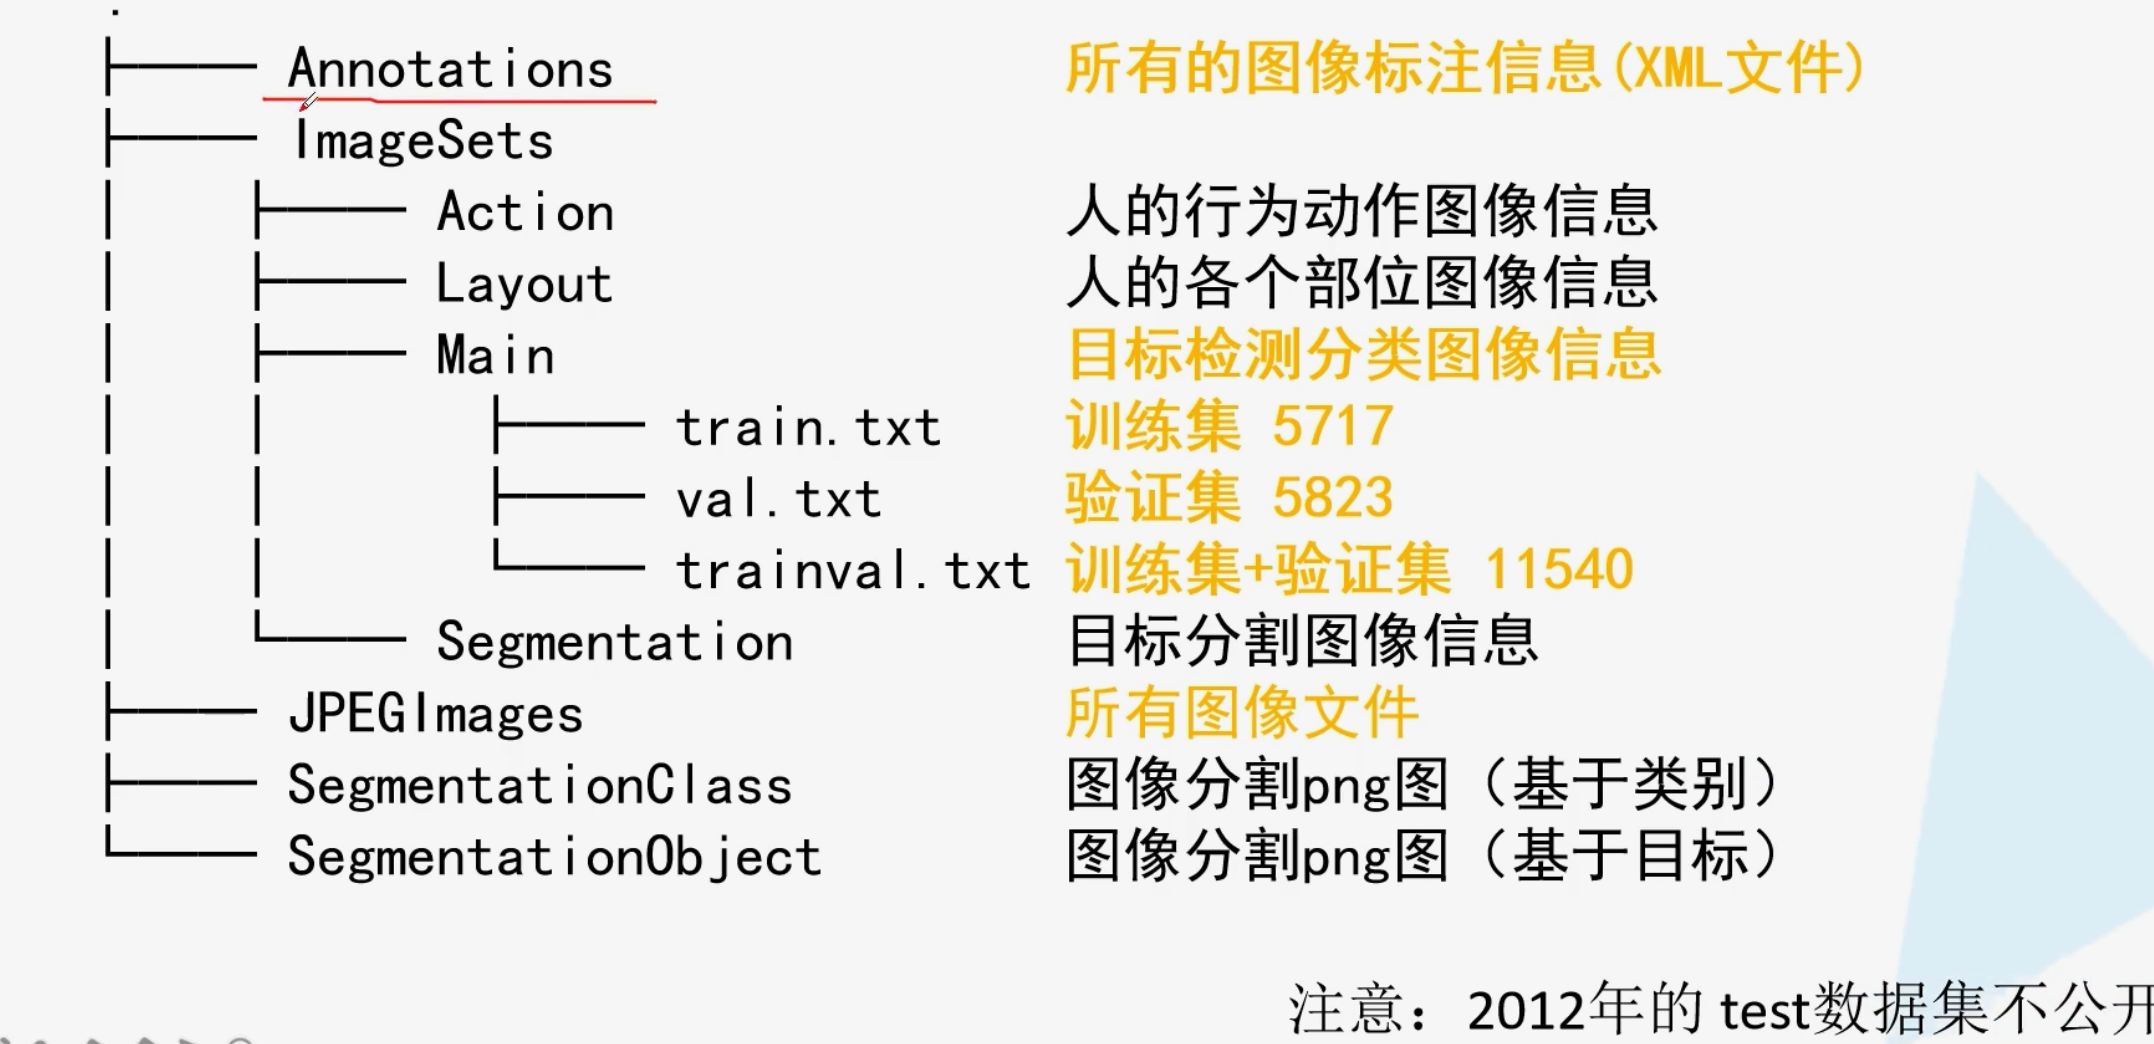 .
├── Annotations 所有的图像标注信息(XML文件)
├── ImageSets
│   ├── Action 人的行为动作图像信息
│   ├── Layout 人的各个部位图像信息
│   ├── Main 目标检测分类图像信息
│   │   ├── train.txt 训练集 5717
│   │   ├── val.txt 验证集 5823
│   │   └── trainval.txt 训练集+验证集 11540
│   └── Segmentation 目标分割图像信息
├── JPEGImages 所有图像文件
├── SegmentationClass 图像分割png图（基于类别）
└── SegmentationObject 图像分割png图（基于目标）
注意：2012年的 test数据集不公开